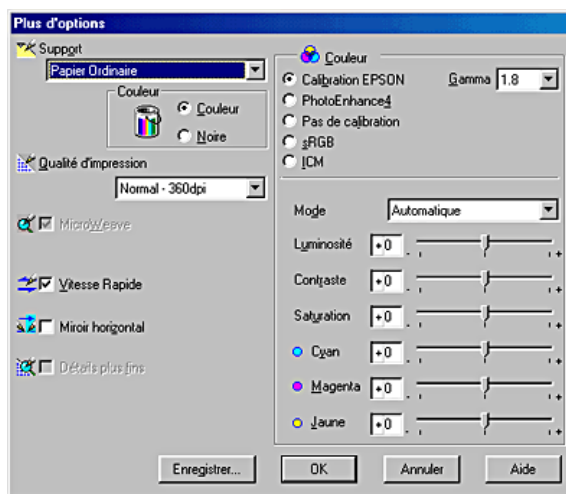 Plus d'options
Support
Papier Ordinaire
Couleur
Couleur
Noire
Qualité d'impression
Normal - 360dpi
MicroWeave
Vitesse Rapide
Miroir horizontal
Détails plus fins
Couleur
Calibration EPSON
Gamma 1.8
PhotoEnhance4
Pas de calibration
sRGB
ICM
Mode Automatique
Luminosité +0 - +
Contraste +0 - +
Saturation +0 - +
Cyan +0 - +
Magenta +0 - +
Jaune +0 - +
Enregistrer... OK Annuler Aide